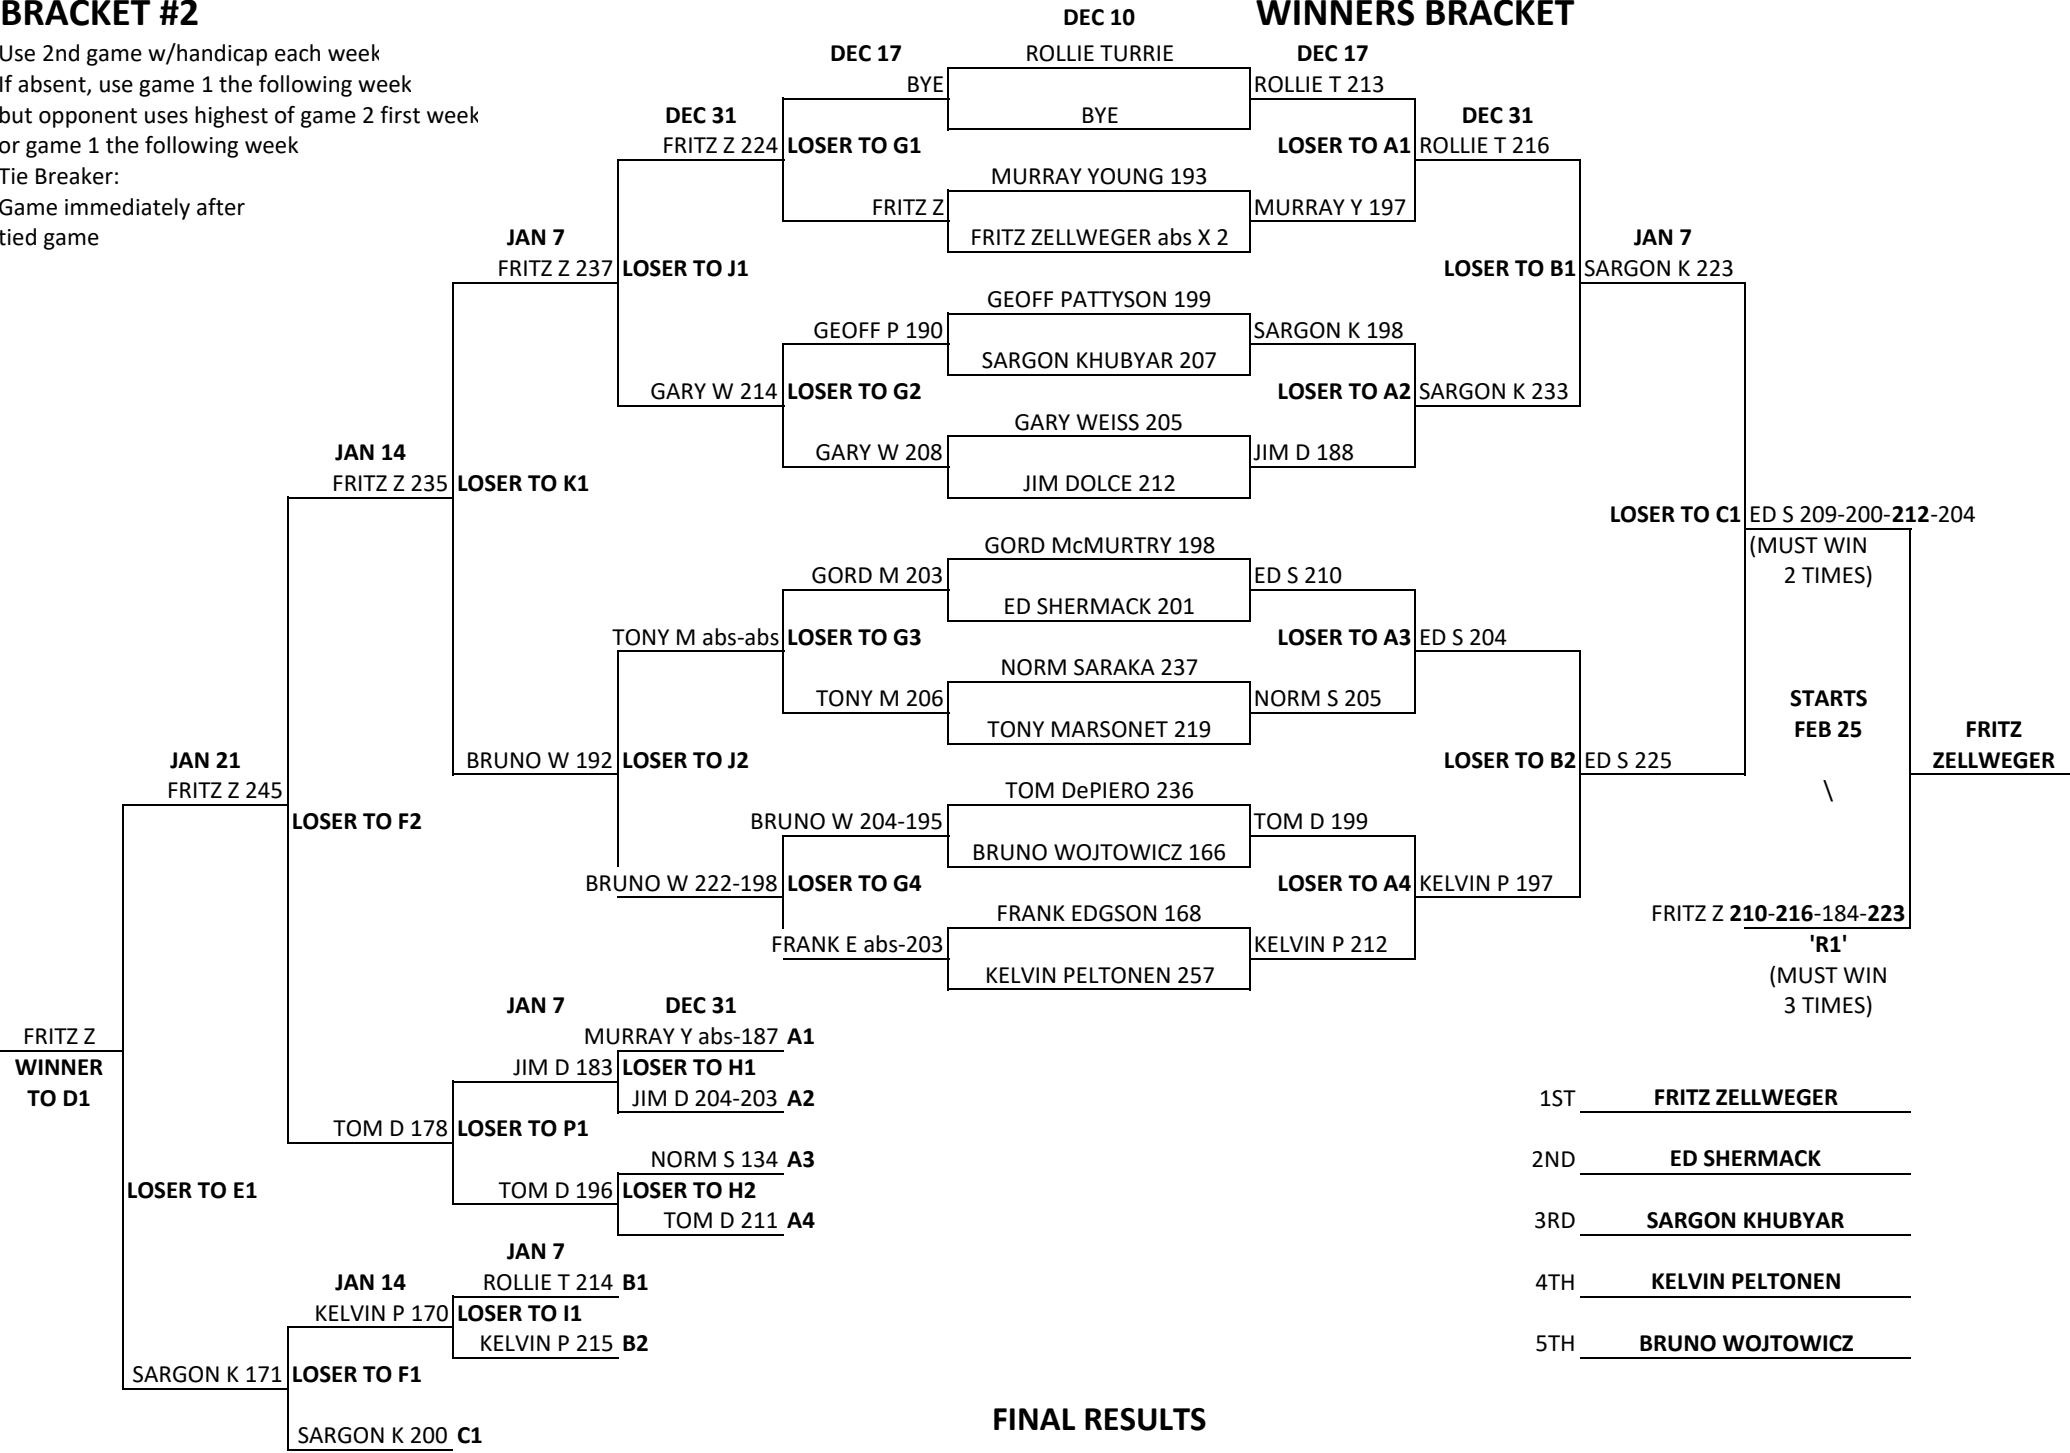 BRACKET #2
DEC 10
WINNERS BRACKET
Use 2nd game w/handicap each week
DEC 17
ROLLIE TURRIE
DEC 17
If absent, use game 1 the following week
BYE
ROLLIE T 213
but opponent uses highest of game 2 first week
DEC 31
BYE
DEC 31
or game 1 the following week
FRITZ Z 224
LOSER TO G1
LOSER TO A1
ROLLIE T 216
Tie Breaker:
MURRAY YOUNG 193
Game immediately after
FRITZ Z
MURRAY Y 197
tied game
JAN 7
FRITZ ZELLWEGER abs X 2
JAN 7
FRITZ Z 237
LOSER TO J1
LOSER TO B1
SARGON K 223
GEOFF PATTYSON 199
GEOFF P 190
SARGON K 198
SARGON KHUBYAR 207
GARY W 214
LOSER TO G2
LOSER TO A2
SARGON K 233
GARY WEISS 205
JAN 14
GARY W 208
JIM D 188
FRITZ Z 235
LOSER TO K1
JIM DOLCE 212
LOSER TO C1
ED S 209-200-212-204
GORD McMURTRY 198
(MUST WIN
GORD M 203
ED S 210
2 TIMES)
ED SHERMACK 201
TONY M abs-abs
LOSER TO G3
LOSER TO A3
ED S 204
NORM SARAKA 237
TONY M 206
NORM S 205
STARTS
TONY MARSONET 219
FEB 25
FRITZ
JAN 21
BRUNO W 192
LOSER TO J2
LOSER TO B2
ED S 225
ZELLWEGER
FRITZ Z 245
TOM DePIERO 236
\
LOSER TO F2
BRUNO W 204-195
TOM D 199
BRUNO WOJTOWICZ 166
BRUNO W 222-198
LOSER TO G4
LOSER TO A4
KELVIN P 197
FRANK EDGSON 168
FRITZ Z 210-216-184-223
FRANK E abs-203
KELVIN P 212
'R1'
KELVIN PELTONEN 257
(MUST WIN
JAN 7
DEC 31
3 TIMES)
FRITZ Z
MURRAY Y abs-187 A1
WINNER
JIM D 183
LOSER TO H1
TO D1
JIM D 204-203 A2
1ST
FRITZ ZELLWEGER
TOM D 178
LOSER TO P1
NORM S 134 A3
2ND
ED SHERMACK
LOSER TO E1
TOM D 196
LOSER TO H2
TOM D 211 A4
3RD
SARGON KHUBYAR
JAN 7
JAN 14
ROLLIE T 214 B1
4TH
KELVIN PELTONEN
KELVIN P 170
LOSER TO I1
KELVIN P 215 B2
5TH
BRUNO WOJTOWICZ
SARGON K 171
LOSER TO F1
FINAL RESULTS
SARGON K 200 C1